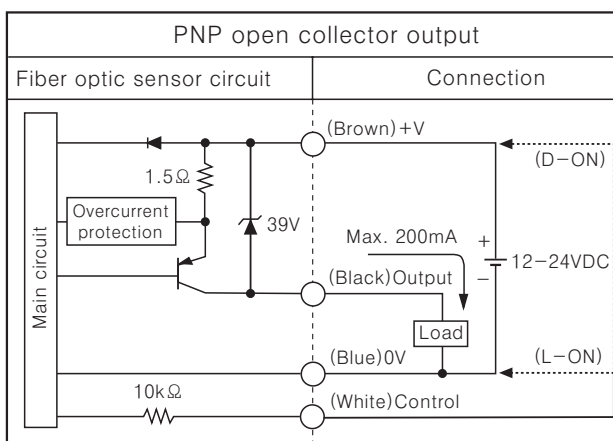 PNP open collector output
Fiber optic sensor circuit
Connection
(Brown)+V
(D-ON)
1.5Ω
Overcurrent
protection
39V
Max. 200mA
+
12-24VDC
−
Main circuit
(Black)Output
Load
(Blue)0V
(L-ON)
10kΩ
(White)Control